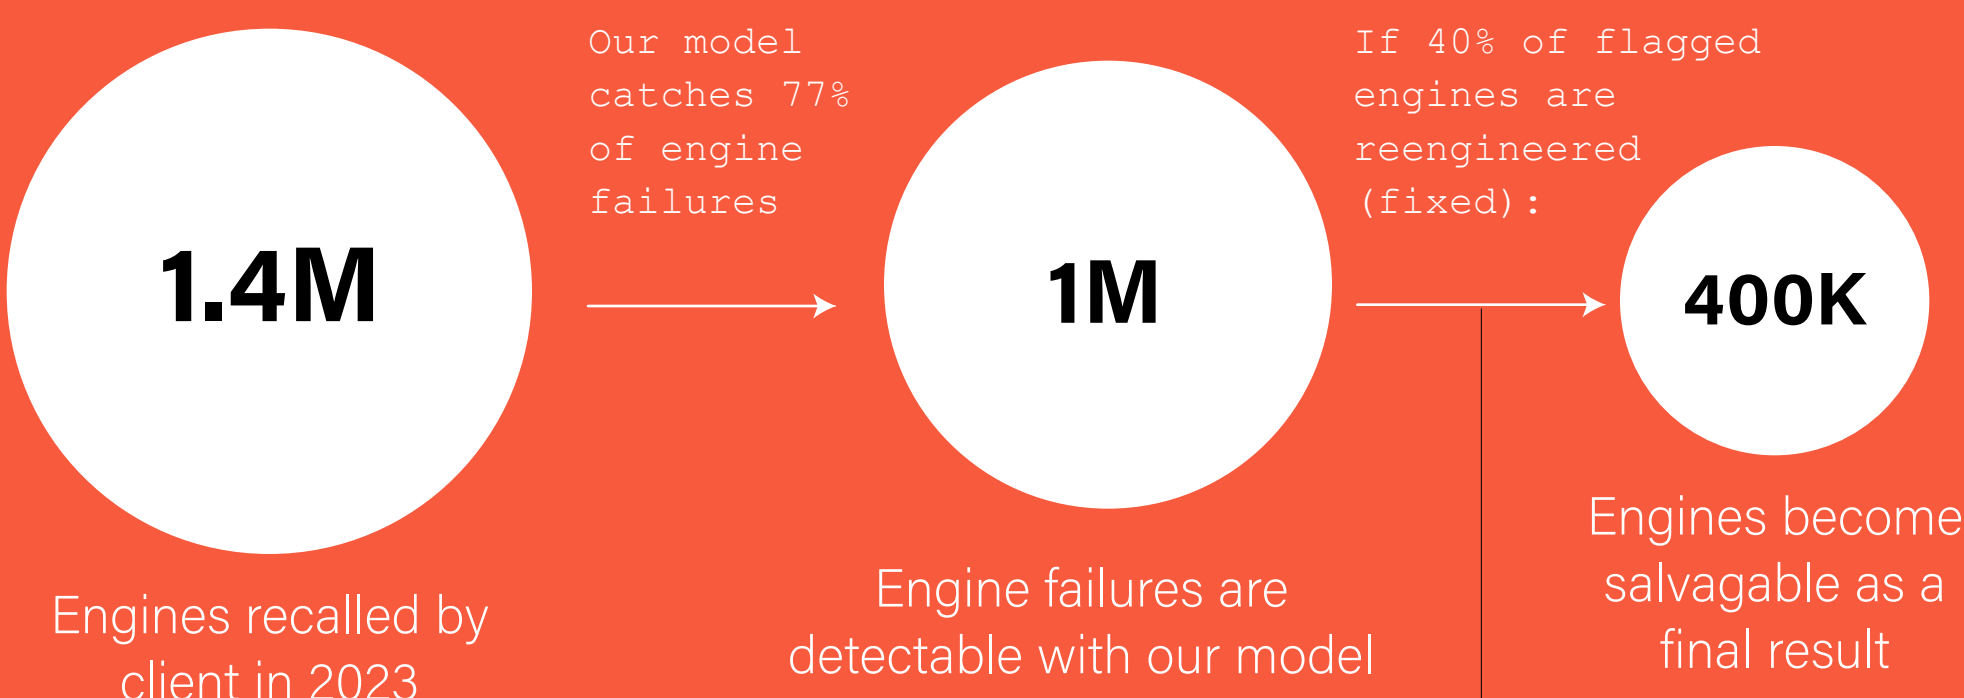 Our model
catches 77%
of engine
failures
If 40% of flagged
engines are
reengineered
(fixed):
1.4M
1M
400K
Engines recalled by
client in 2023
Engine failures are
detectable with our model
Engines become
salvagable as a
final result